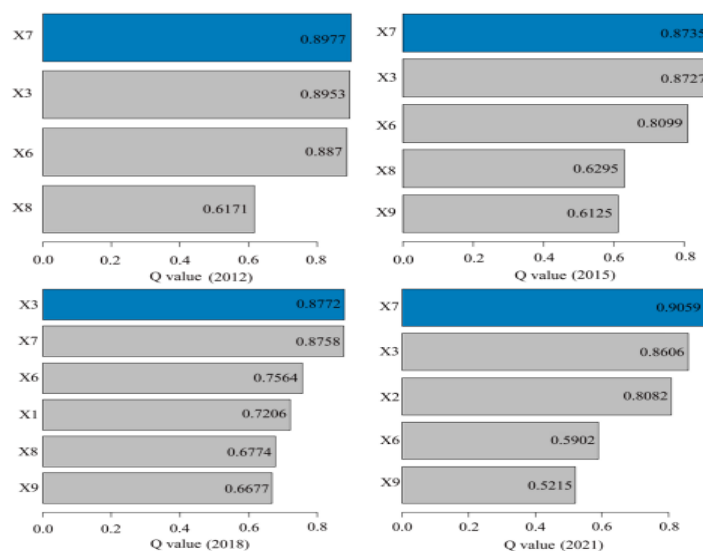 X7 0.8977
X3 0.8953
X6 0.887
X8 0.6171
0.0 0.2 0.4 0.6 0.8
Q value (2012)
X7 0.8735
X3 0.8727
X6 0.8099
X8 0.6295
X9 0.6125
0.0 0.2 0.4 0.6 0.8
Q value (2015)
X3 0.8772
X7 0.8758
X6 0.7564
X1 0.7206
X8 0.6774
X9 0.6677
0.0 0.2 0.4 0.6 0.8
Q value (2018)
X7 0.9059
X3 0.8606
X2 0.8082
X6 0.5902
X9 0.5215
0.0 0.2 0.4 0.6 0.8
Q value (2021)